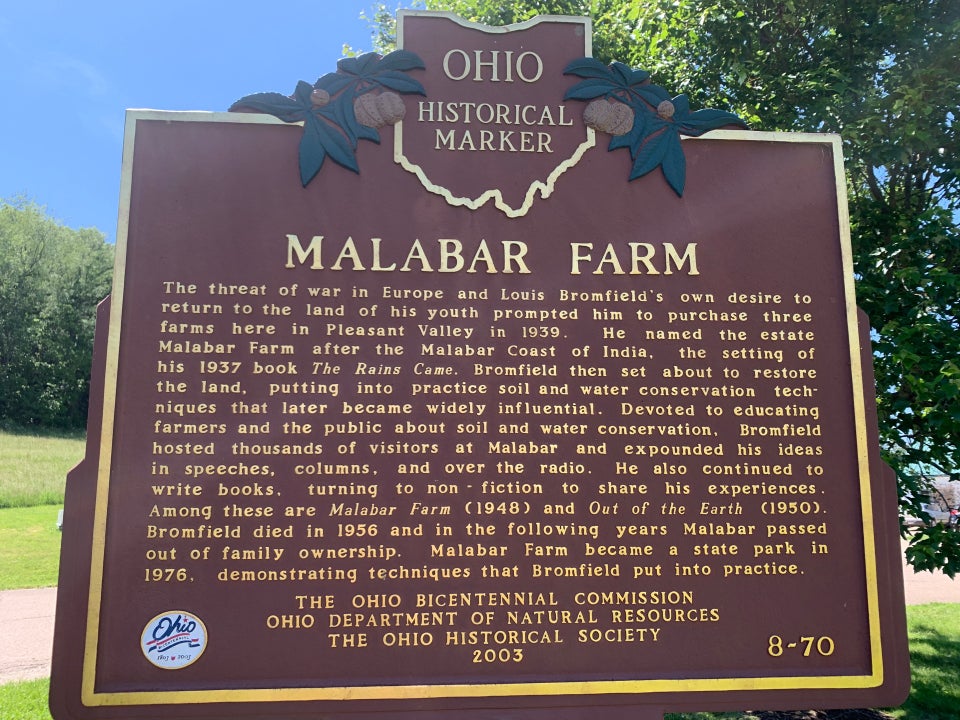 OHIO
HISTORICAL
MARKER
MALABAR FARM
The threat of war in Europe and Louis Bromfield's own desire to
return to the land of his youth prompted him to purchase three
farms here in Pleasant Valley in 1939. He named the estate
Malabar Farm after the Malabar Coast of India, the setting of
his 1937 book The Rains Came. Bromfield then set about to restore
the land, putting into practice soil and water conservation tech-
niques that later became widely influential. Devoted to educating
farmers and the public about soil and water conservation, Bromfield
hosted thousands of visitors at Malabar and expounded his ideas
in speeches, columns, and over the radio. He also continued to
write books, turning to non-fiction to share his experiences.
Among these are Malabar Farm (1948) and Out of the Earth (1950).
Bromfield died in 1956 and in the following years Malabar passed
out of family ownership. Malabar Farm became a state park in
1976, demonstrating techniques that Bromfield put into practice.
THE OHIO BICENTENNIAL COMMISSION
OHIO DEPARTMENT OF NATURAL RESOURCES
THE OHIO HISTORICAL SOCIETY
2003
8-70
Ohio
BICENTENNIAL
1803 2003